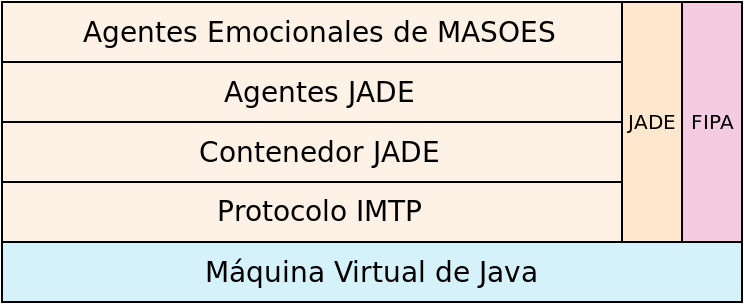 Agentes Emocionales de MASOES
Agentes JADE
Contenedor JADE
Protocolo IMTP
JADE
FIPA
Máquina Virtual de Java